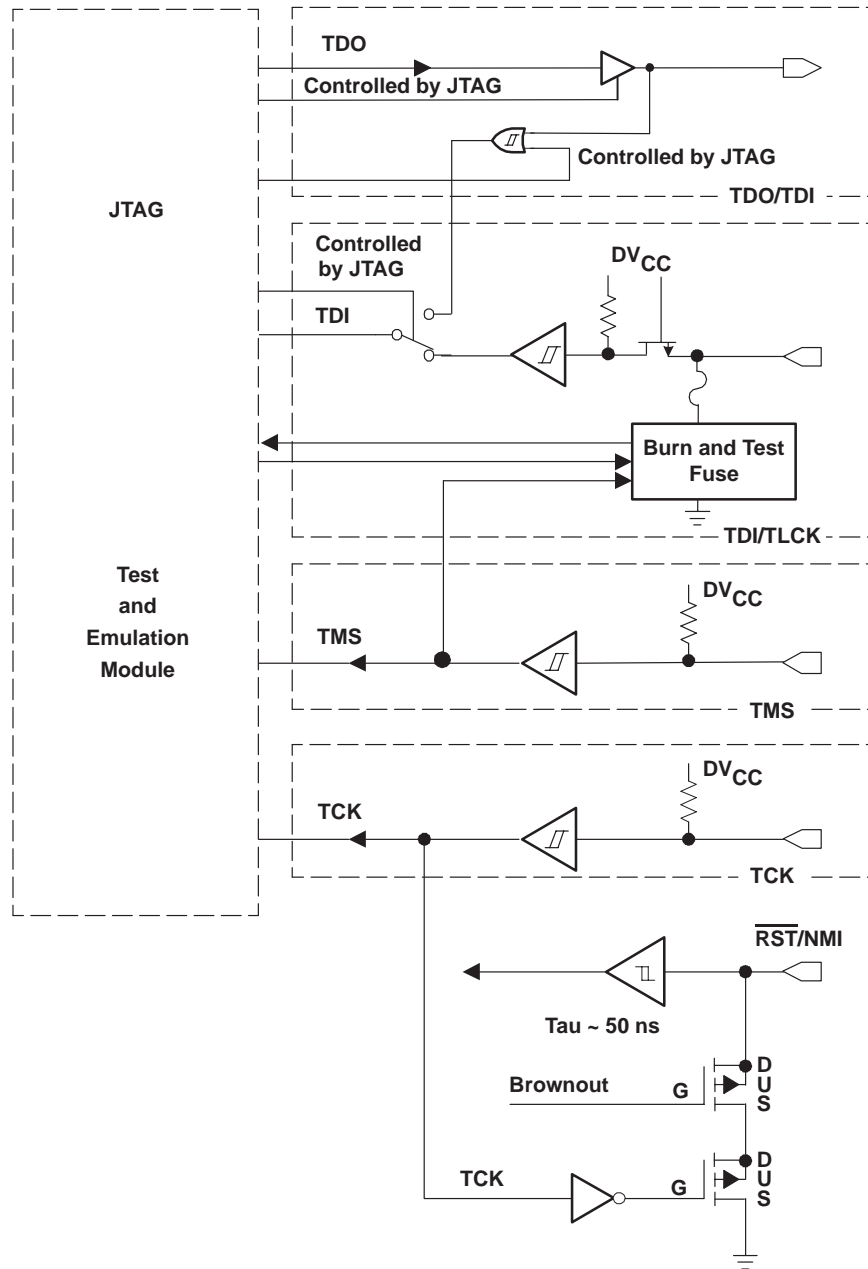 TDO
Controlled by JTAG
Controlled by JTAG
TDO/TDI
JTAG
Controlled
by JTAG
TDI
DVCC
Burn and Test
Fuse
TDI/TLCK
Test
and
Emulation
Module
TMS
DVCC
TMS
TCK
DVCC
TCK
RST/NMI
Tau ~ 50 ns
Brownout
G
D
U
S
TCK
G
D
U
S